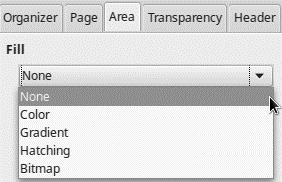 Organizer Page Area Transparency Header
Fill
None
None
Color
Gradient
Hatching
Bitmap